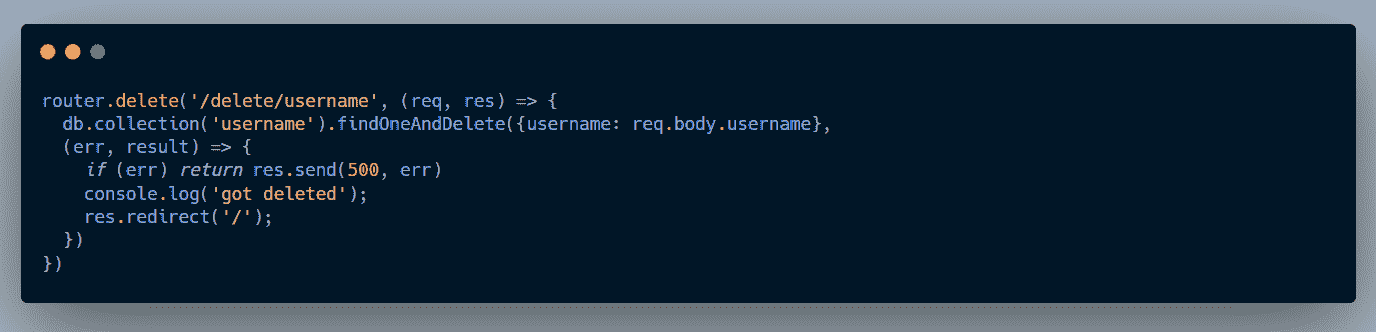 router.delete('/delete/username', (req, res) => {
  db.collection('username').findOneAndDelete({username: req.body.username},
  (err, result) => {
    if (err) return res.send(500, err)
    console.log('got deleted');
    res.redirect('/');
  })
})